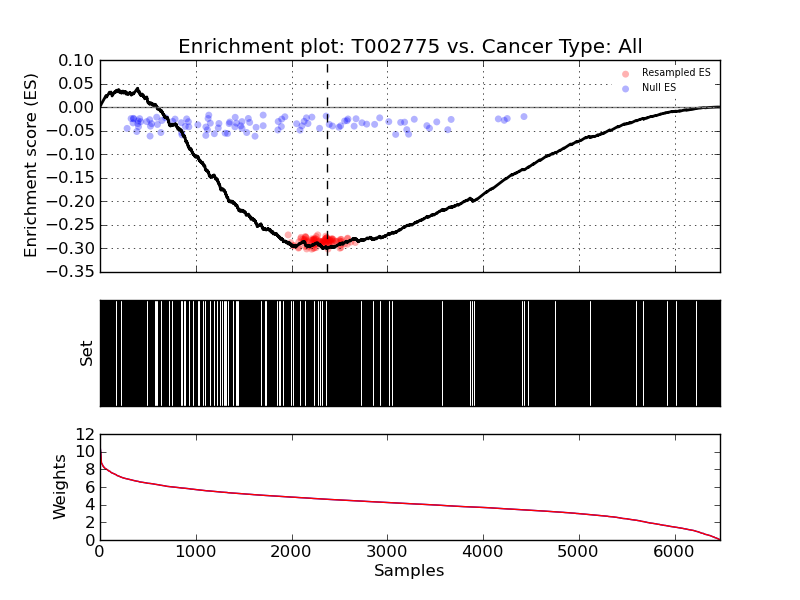 Enrichment plot: T002775 vs. Cancer Type: All
Enrichment score (ES)
0.10
0.05
0.00
−0.05
−0.10
−0.15
−0.20
−0.25
−0.30
−0.35
Resampled ES
Null ES
Set
Weights
12
10
8
6
4
2
0
0 1000 2000 3000 4000 5000 6000
Samples